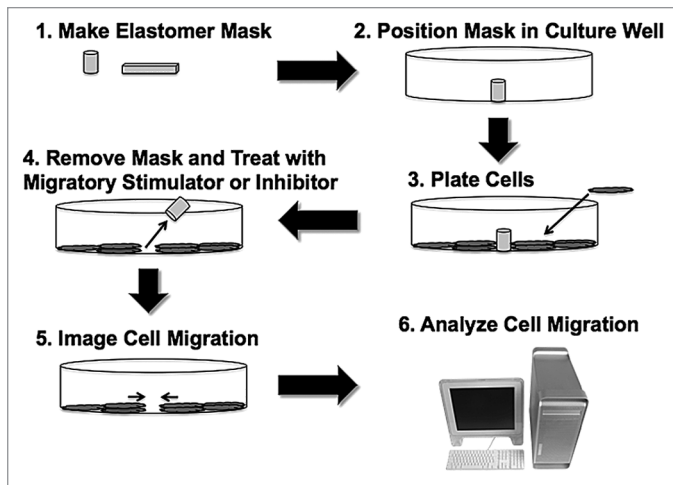 1. Make Elastomer Mask
2. Position Mask in Culture Well
3. Plate Cells
4. Remove Mask and Treat with
Migratory Stimulator or Inhibitor
5. Image Cell Migration
6. Analyze Cell Migration